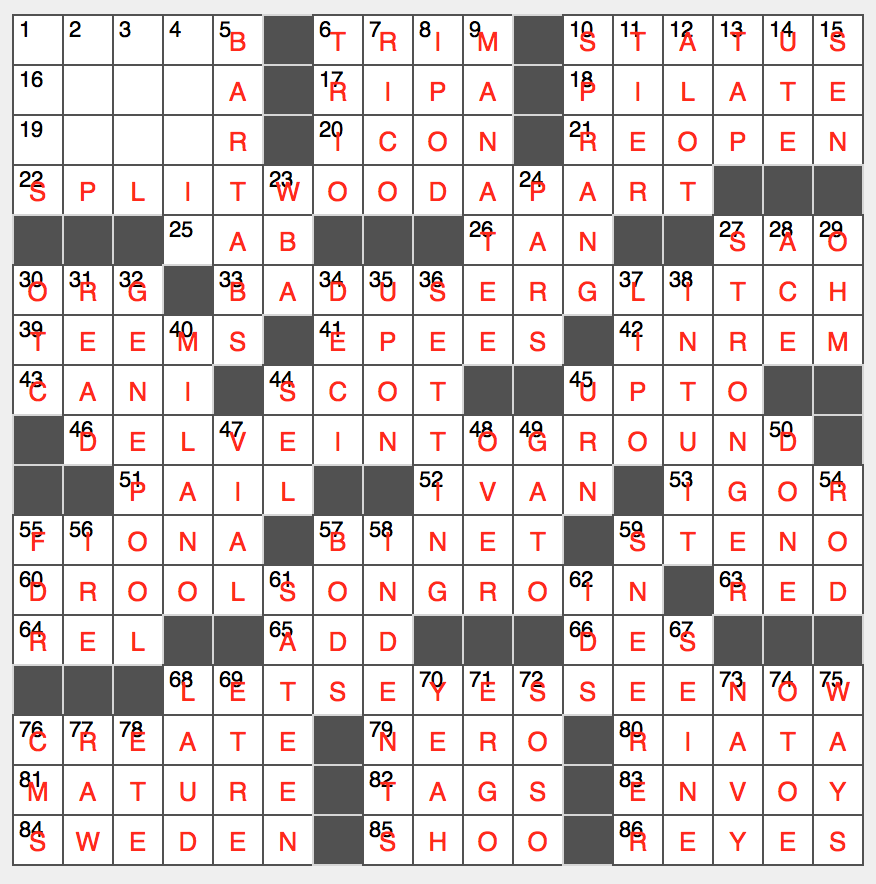 1 2 3 4 5 B 6 T 7 R 8 I 9 M 10 S 11 T 12 A 13 T 14 U 15 S
16 A 17 R I P A 18 P I L A T E
19 R 20 I C O N 21 R E O P E N
22 S P L I T 23 W O O D A 24 P A R T
25 A B 26 T A N 27 S 28 A 29 O
30 O 31 R 32 G 33 B A 34 D 35 U 36 S E R G 37 L 38 I T C H
39 T E E 40 M S 41 E P E E S 42 I N R E M
43 C A N I 44 S C O T 45 U P T O
46 D E L 47 V E I N T 48 O 49 G R O U N 50 D
51 P A I L 52 I V A N 53 I G O 54 R
55 F 56 I O N A 57 B 58 I N E T 59 S T E N O
60 D R O O L 61 S O N G R O 62 I N 63 R E D
64 R E L 65 A D D 66 D E 67 S
68 L 69 E T S E 70 Y 71 E 72 S S E E 73 N 74 O 75 W
76 C 77 R 78 E A T E 79 N E R O 80 R I A T A
81 M A T U R E 82 T A G S 83 E N V O Y
84 S W E D E N 85 S H O O 86 R E Y E S